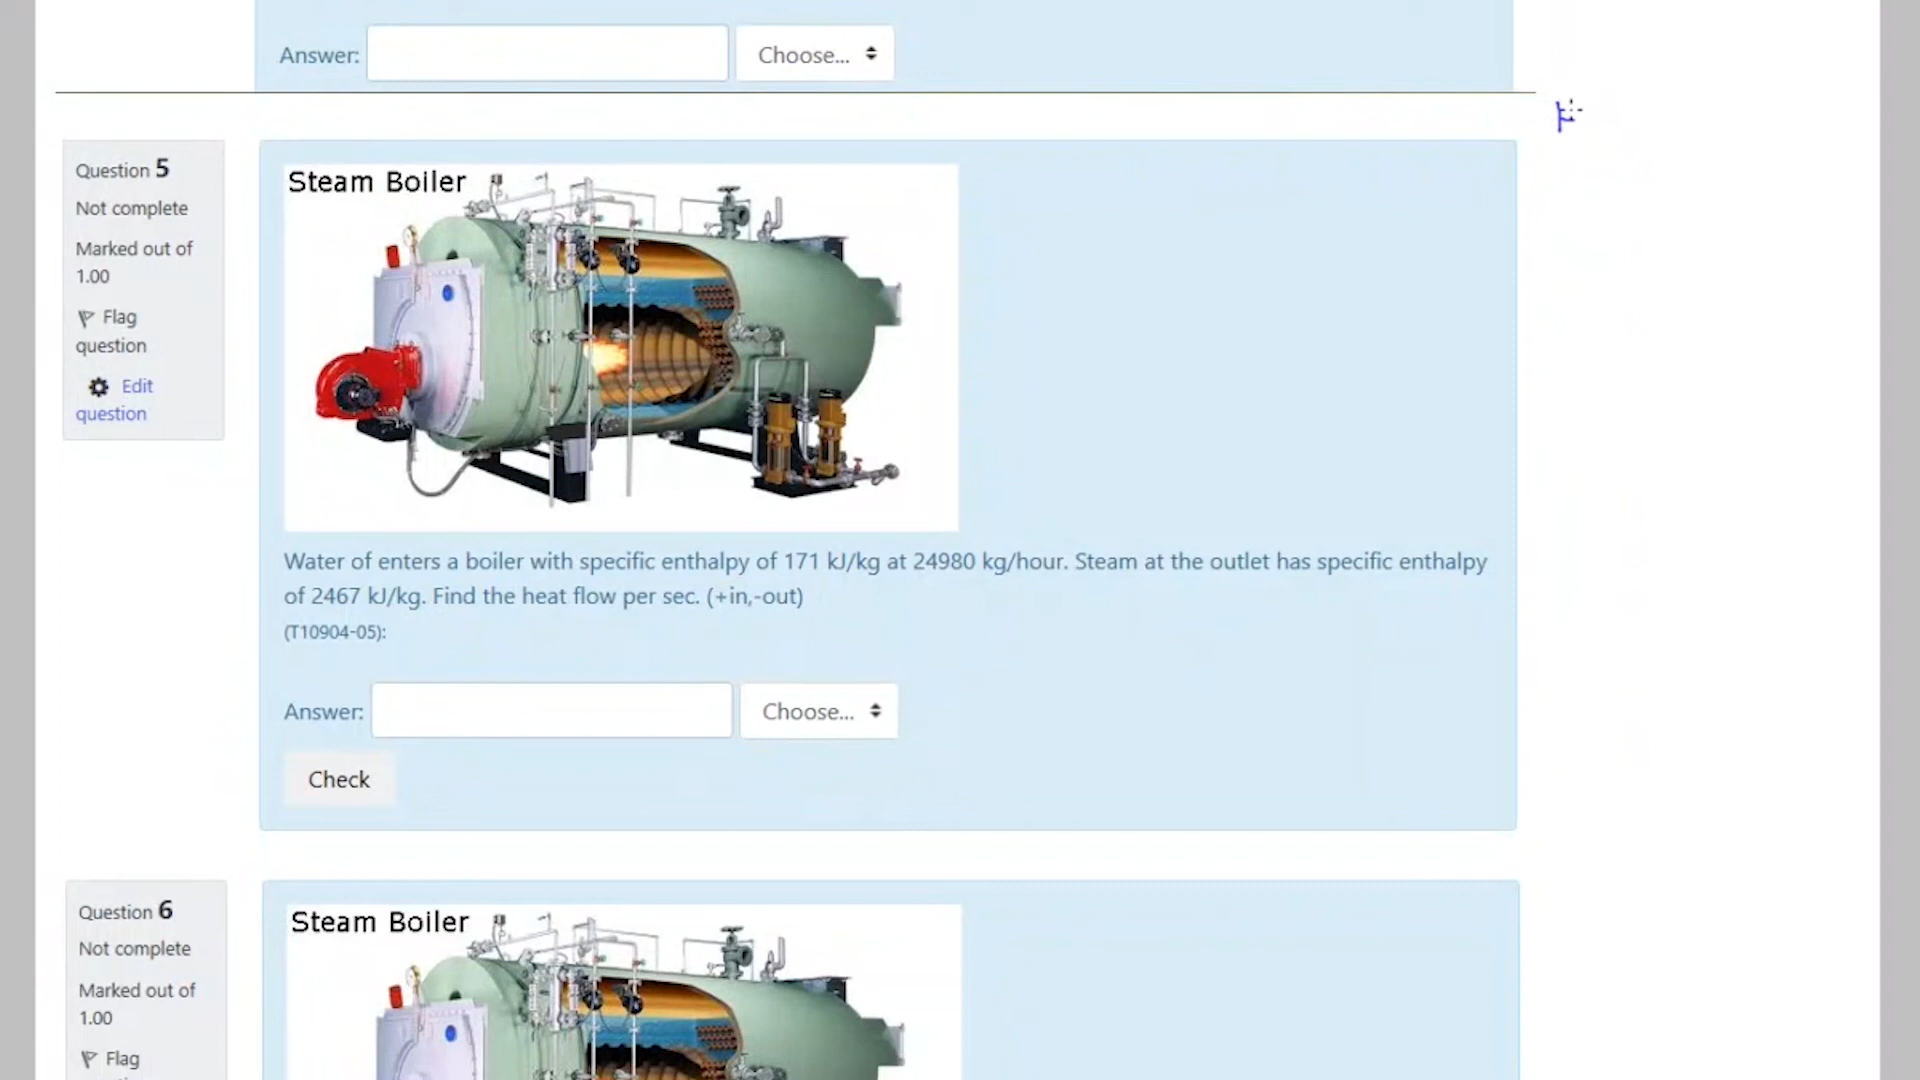 Answer:
Choose...
Question 5
Not complete
Marked out of
1.00
Flag
question
Edit
question
Steam Boiler
Water of enters a boiler with specific enthalpy of 171 kJ/kg at 24980 kg/hour. Steam at the outlet has specific enthalpy
of 2467 kJ/kg. Find the heat flow per sec. (+in,-out)
(T10904-05):
Answer:
Choose...
Check
Question 6
Not complete
Marked out of
1.00
Flag
Steam Boiler